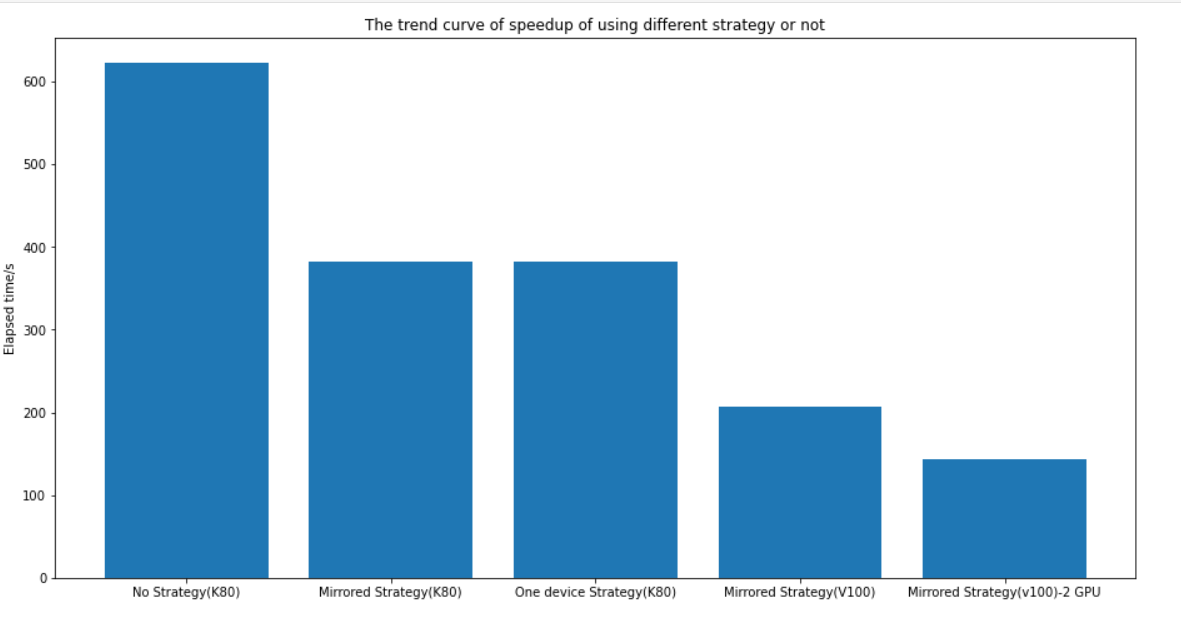 The trend curve of speedup of using different strategy or not
Elapsed time/s
600
500
400
300
200
100
0
No Strategy(K80)
Mirrored Strategy(K80)
One device Strategy(K80)
Mirrored Strategy(V100)
Mirrored Strategy(v100)-2 GPU